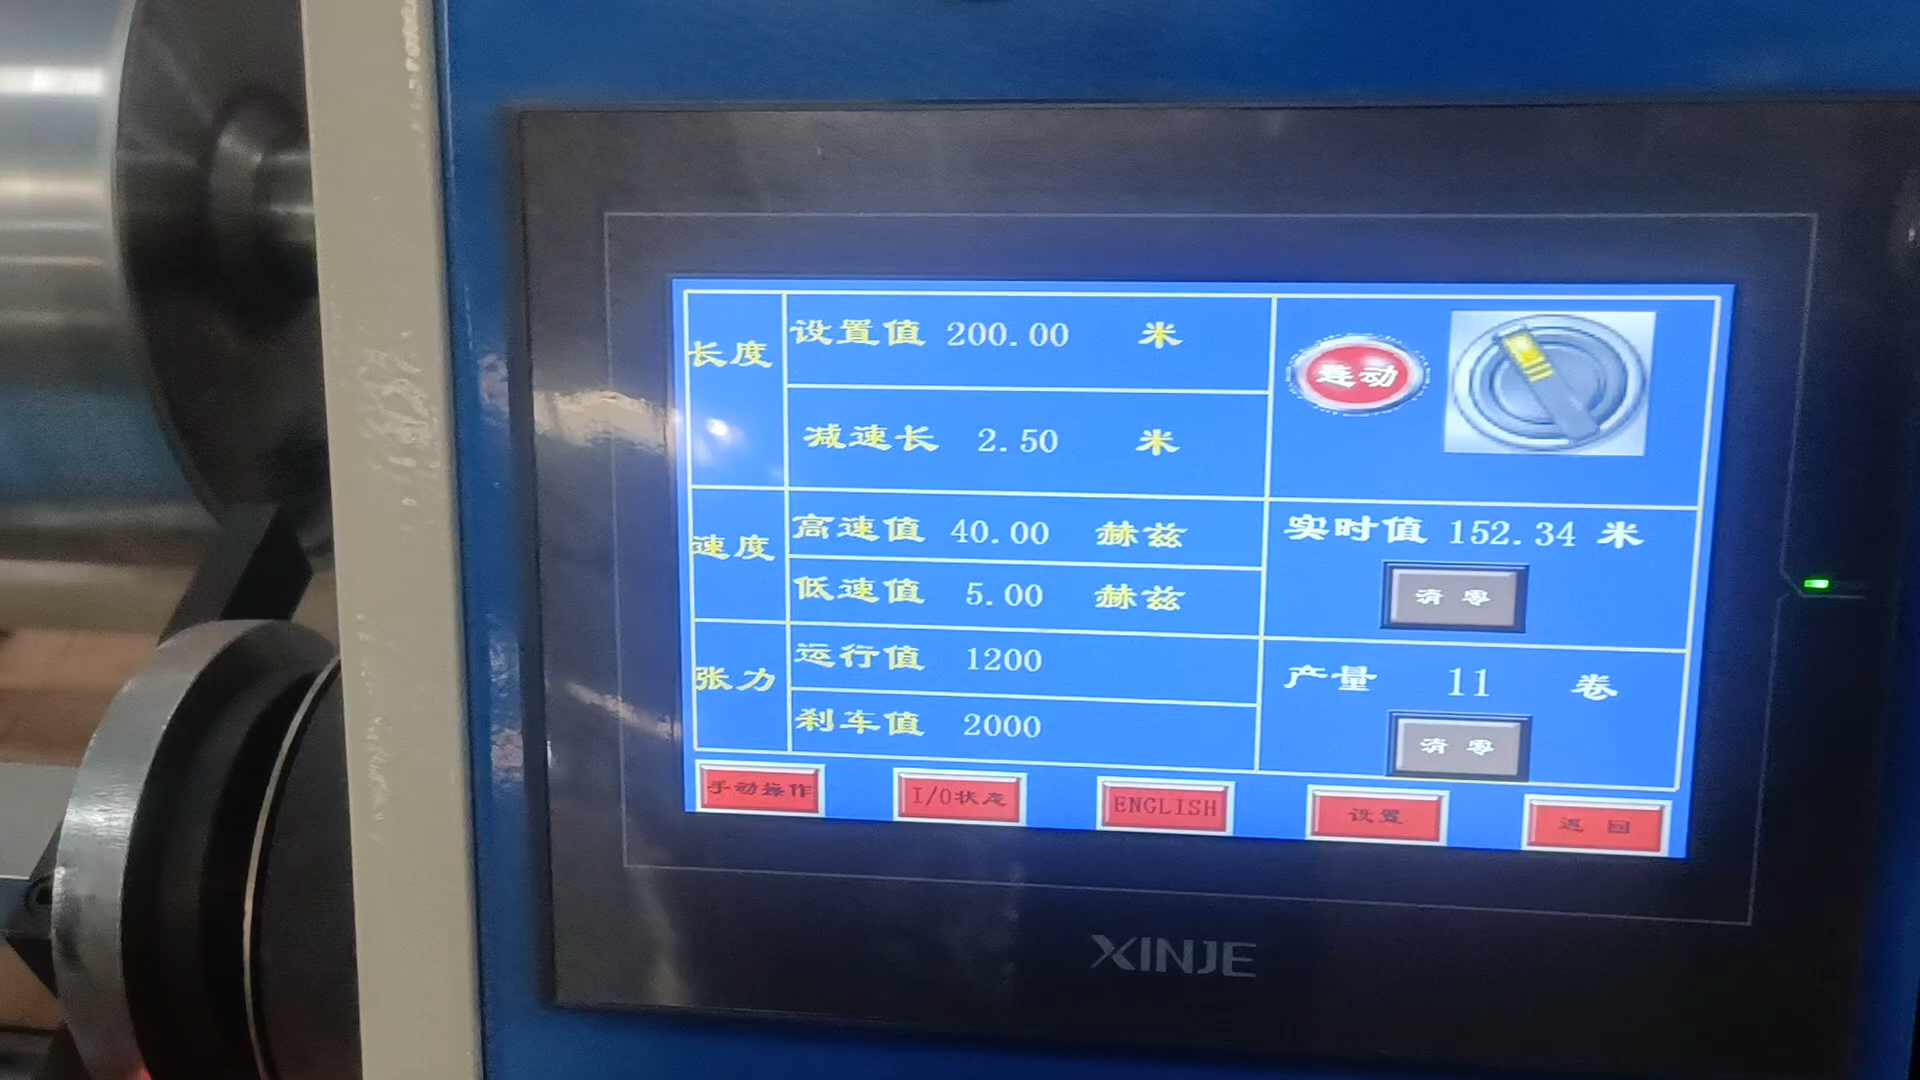 长度
设置值 200.00 米
减速长 2.50 米
连动
速度
高速值 40.00 赫兹
低速值 5.00 赫兹
实时值 152.34 米
清零
张力
运行值 1200
刹车值 2000
产量 11 卷
清零
手动操作
I/O状态
ENGLISH
设置
返回
XINJE